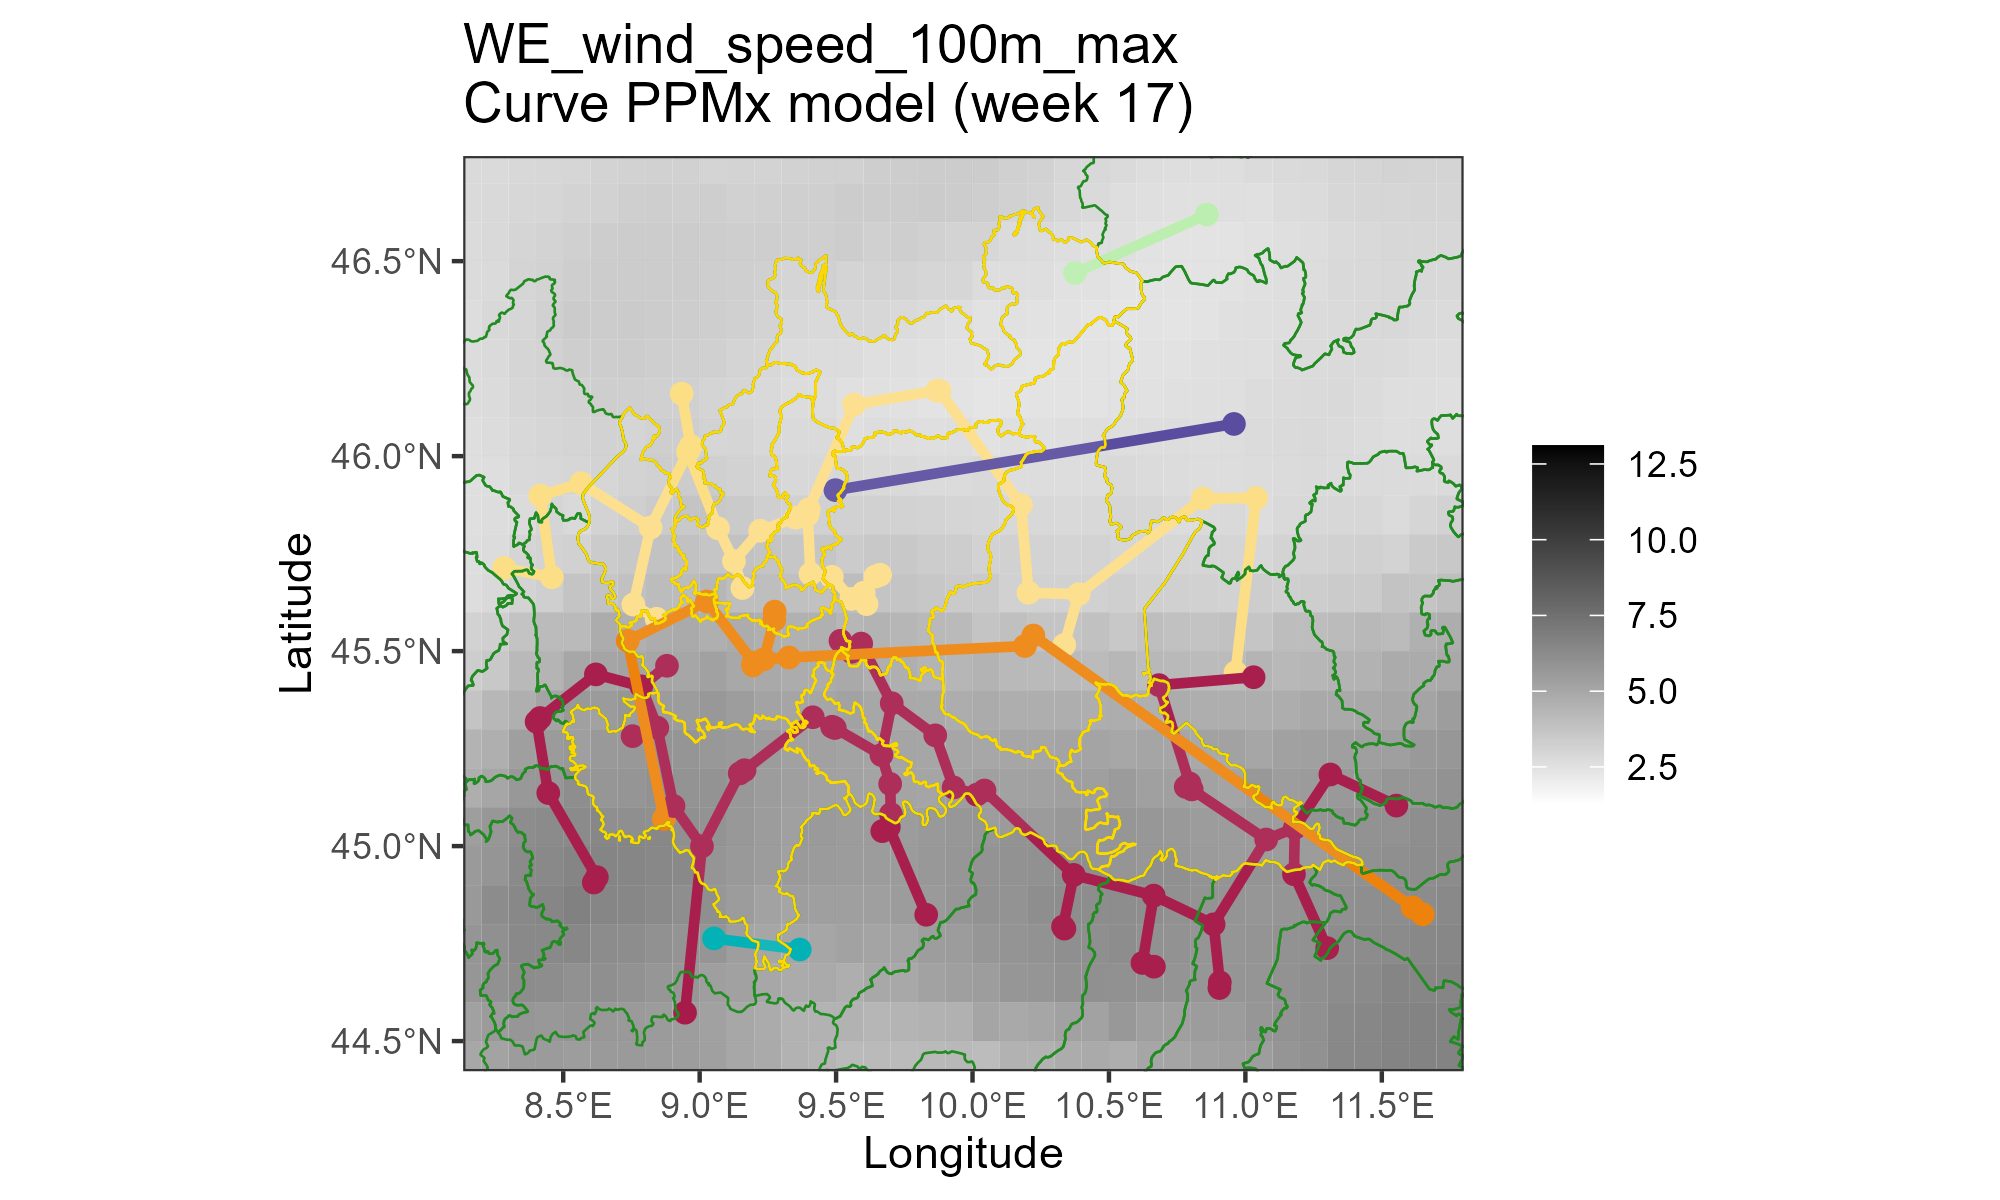 WE_wind_speed_100m_max
Curve PPMx model (week 17)
46.5°N
46.0°N
45.5°N
45.0°N
44.5°N
Latitude
8.5°E 9.0°E 9.5°E 10.0°E 10.5°E 11.0°E 11.5°E
Longitude
12.5
10.0
7.5
5.0
2.5